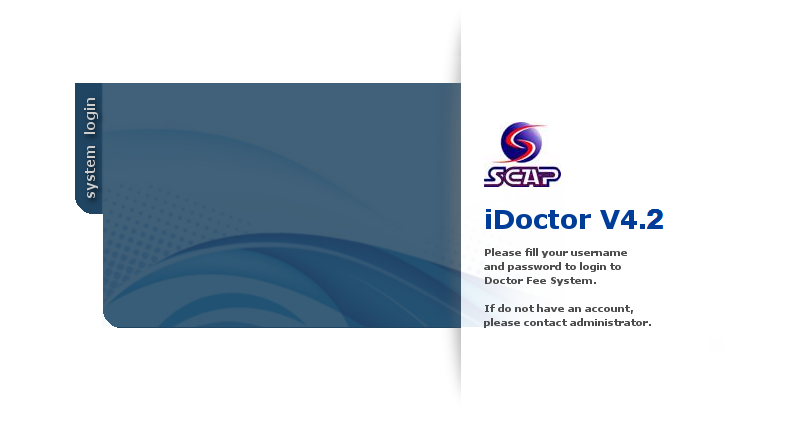 system login
SCAP
iDoctor V4.2
Please fill your username
and password to login to
Doctor Fee System.
If do not have an account,
please contact administrator.